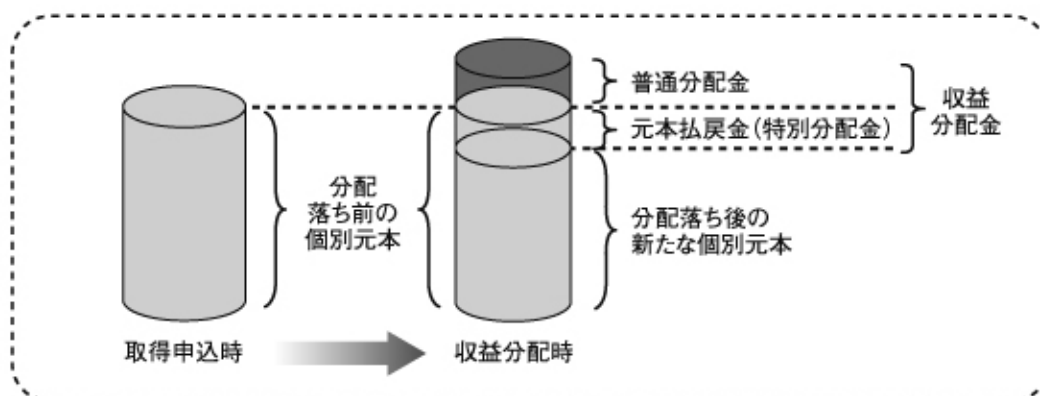 普通分配金
収益
分配金
元本払戻金(特別分配金)
分配
落ち前の
個別元本
分配落ち後の
新たな個別元本
取得申込時
収益分配時